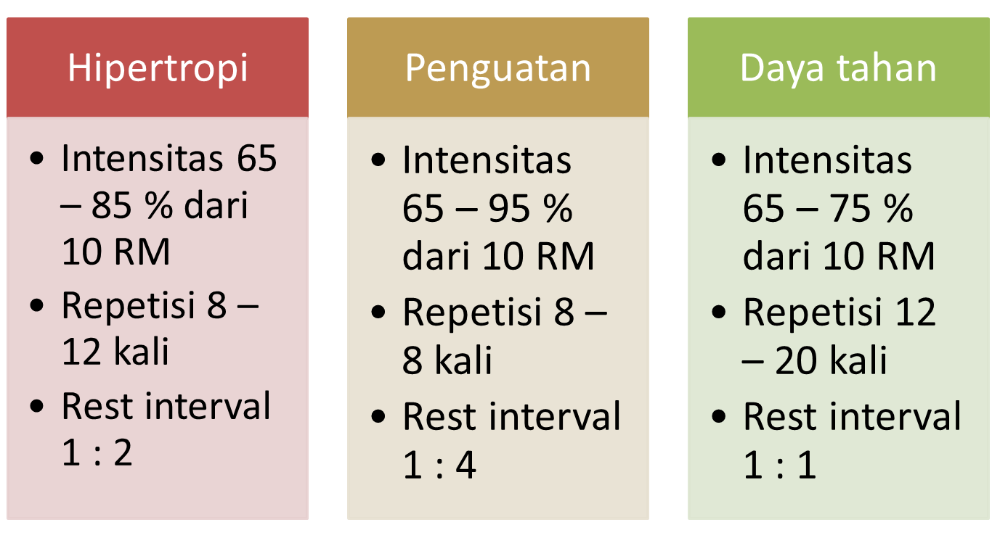 Hipertropi
• Intensitas 65
– 85 % dari
10 RM
• Repetisi 8 –
12 kali
• Rest interval
1 : 2
Penguatan
• Intensitas
65 – 95 %
dari 10 RM
• Repetisi 8 –
8 kali
• Rest interval
1 : 4
Daya tahan
• Intensitas
65 – 75 %
dari 10 RM
• Repetisi 12
– 20 kali
• Rest interval
1 : 1